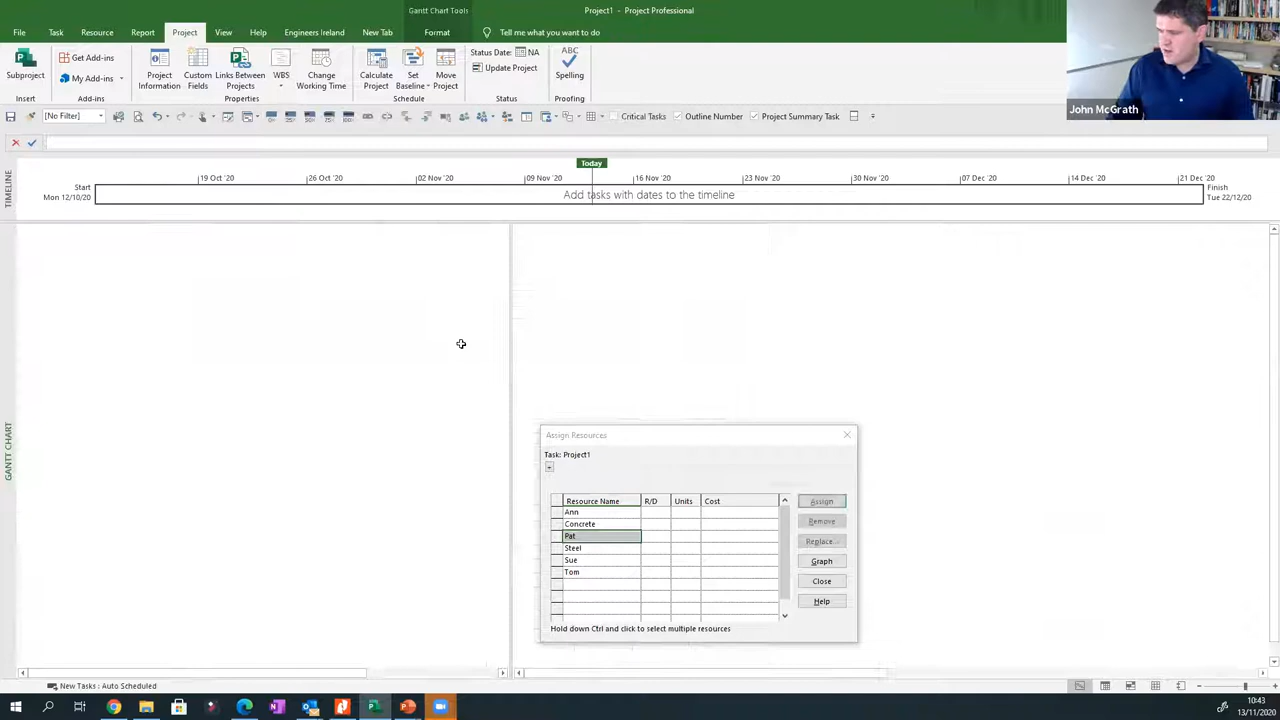 Gantt Chart Tools
Project1 - Project Professional
File Task Resource Report Project View Help Engineers Ireland New Tab Format Tell me what you want to do
Subproject
Insert
Get Add-ins
My Add-ins
Add-ins
Project Information
Custom Fields
Links Between Projects
WBS
Change Working Time
Properties
Calculate Project
Set Baseline
Move Project
Schedule
Status Date: NA
Update Project
Status
ABC
Spelling
Proofing
John McGrath
[No Filter] Critical Tasks Outline Number Project Summary Task
TIMELINE
Today
Start
Mon 12/10/20
19 Oct '20 26 Oct '20 02 Nov '20 09 Nov '20 16 Nov '20 23 Nov '20 30 Nov '20 07 Dec '20 14 Dec '20 21 Dec '20
Add tasks with dates to the timeline
Finish
Tue 22/12/20
GANTT CHART
Assign Resources
Task: Project1
Resource Name R/D Units Cost
Ann
Concrete
Pat
Steel
Sue
Tom
Assign
Remove
Replace...
Graph
Close
Help
Hold down Ctrl and click to select multiple resources
New Tasks : Auto Scheduled
10:43
13/11/2020